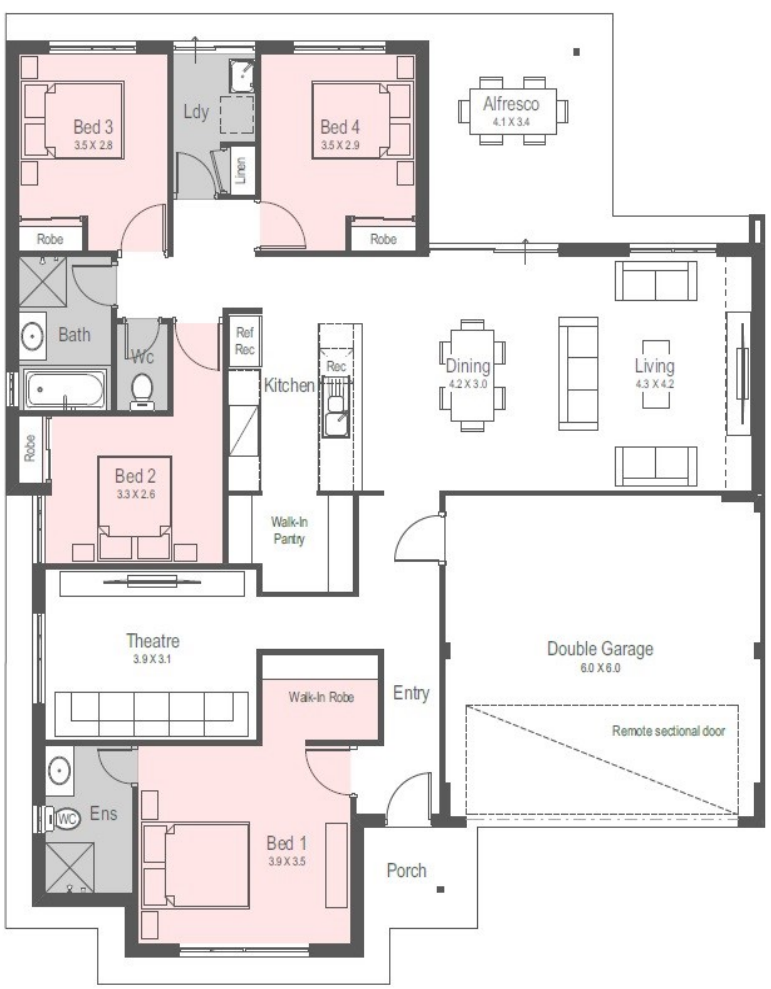 Bed 3
3.5 X 2.8
Ldy
Linen
Bed 4
3.5 X 2.9
Alfresco
4.1 X 3.4
Robe
Robe
Bath
Wc
Ref
Rec
Kitchen
Rec
Dining
4.2 X 3.0
Living
4.3 X 4.2
Robe
Bed 2
3.3 X 2.6
Walk-In
Pantry
Theatre
3.9 X 3.1
Double Garage
6.0 X 6.0
Walk-In Robe
Entry
Remote sectional door
WC
Ens
Bed 1
3.9 X 3.5
Porch